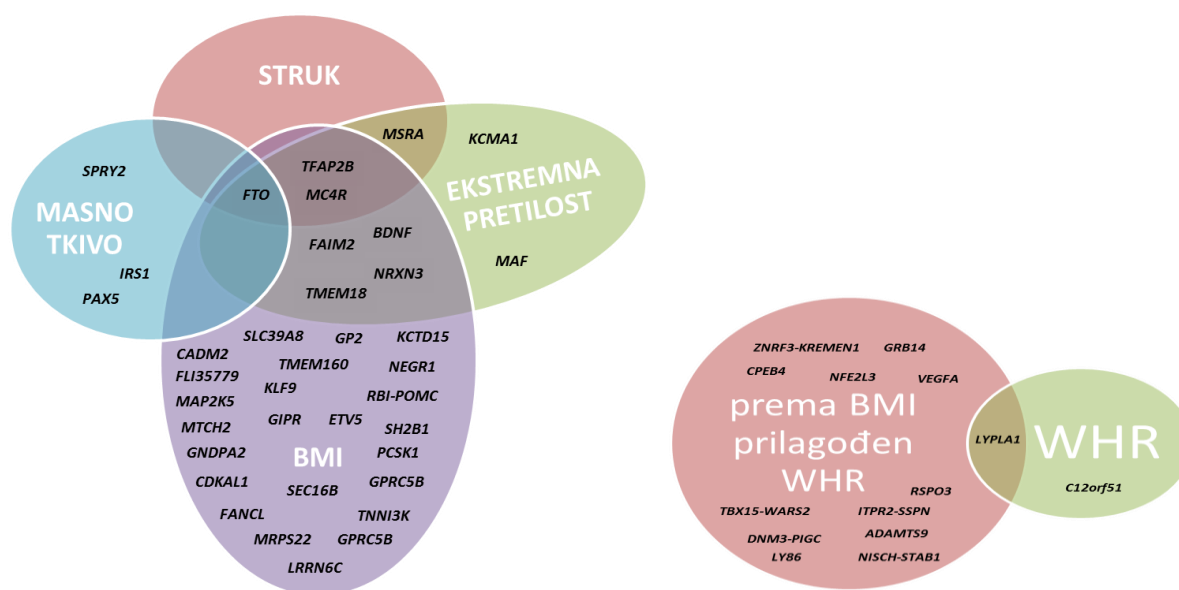 STRUK
MSRA
KCMA1
TFAP2B
SPRY2
FTO
MC4R
EKSTREMNA
PRETILOST
MASNO
TKIVO
FAIM2
BDNF
MAF
IRS1
NRXN3
PAX5
TMEM18
SLC39A8
GP2
KCTD15
CADM2
TMEM160
NEGR1
FLI35779
KLF9
MAP2K5
RBI-POMC
GIPR
ETV5
MTCH2
SH2B1
GNDPA2
BMI
PCSK1
CDKAL1
SEC16B
GPRC5B
FANCL
TNNI3K
MRPS22
GPRC5B
LRRN6C
ZNRF3-KREMEN1
GRB14
CPEB4
NFE2L3
VEGFA
prema BMI
prilagođen
WHR
LYPLA1
WHR
C12orf51
RSPO3
TBX15-WARS2
ITPR2-SSPN
DNM3-PIGC
ADAMTS9
LY86
NISCH-STAB1